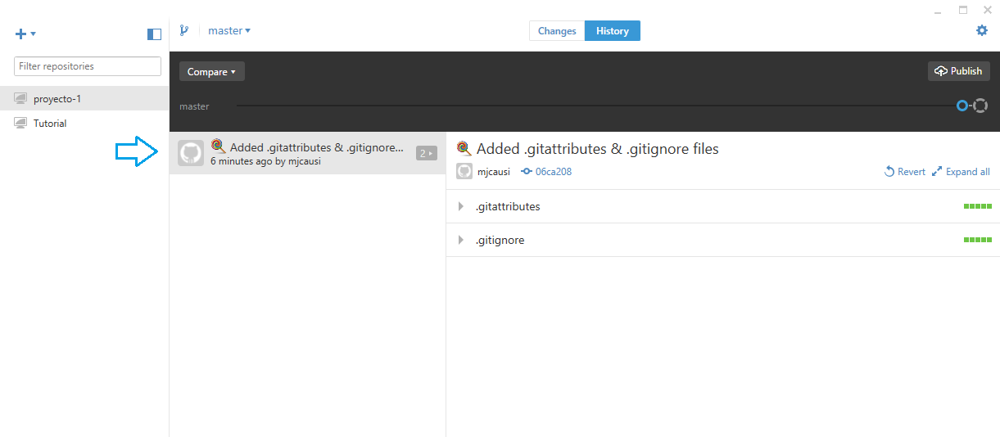 master
Changes
History
Filter repositories
Compare
Publish
proyecto-1
master
Tutorial
Added .gitattributes & .gitignore...
6 minutes ago by mjcausi
2
Added .gitattributes & .gitignore files
mjcausi
06ca208
Revert
Expand all
.gitattributes
.gitignore